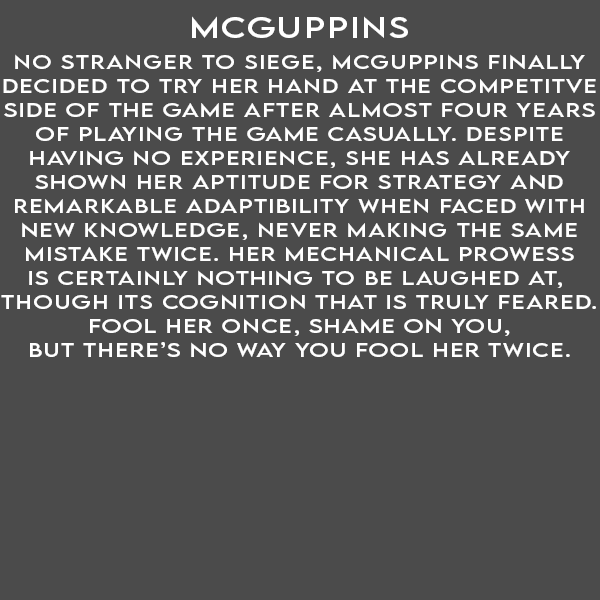 MCGUPPINS
NO STRANGER TO SIEGE, MCGUPPINS FINALLY
DECIDED TO TRY HER HAND AT THE COMPETITVE
SIDE OF THE GAME AFTER ALMOST FOUR YEARS
OF PLAYING THE GAME CASUALLY. DESPITE
HAVING NO EXPERIENCE, SHE HAS ALREADY
SHOWN HER APTITUDE FOR STRATEGY AND
REMARKABLE ADAPTIBILITY WHEN FACED WITH
NEW KNOWLEDGE, NEVER MAKING THE SAME
MISTAKE TWICE. HER MECHANICAL PROWESS
IS CERTAINLY NOTHING TO BE LAUGHED AT,
THOUGH ITS COGNITION THAT IS TRULY FEARED.
FOOL HER ONCE, SHAME ON YOU,
BUT THERE’S NO WAY YOU FOOL HER TWICE.